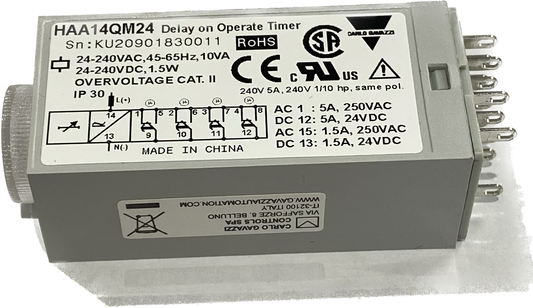 HAA14QM24 Delay on Operate Timer
Sn:KU20901830011
RoHS
CARLO GAVAZZI
24-240VAC, 45-65Hz, 10VA
24-240VDC, 1.5W
OVERVOLTAGE CAT. II
IP 30
240V 5A, 240V 1/10 hp, same pol.
L(+)
14
13
N(-)
1 5 2 6 3 7 4 8
9 10 11 12
AC 1 : 5A, 250VAC
DC 12: 5A, 24VDC
AC 15: 1.5A, 250VAC
DC 13: 1.5A, 24VDC
MADE IN CHINA
CARLO GAVAZZI
CONTROLS SPA
VIA SAFFORZE 8, BELLUNO
IT-32100 ITALY
WWW.GAVAZZIAUTOMATION.COM